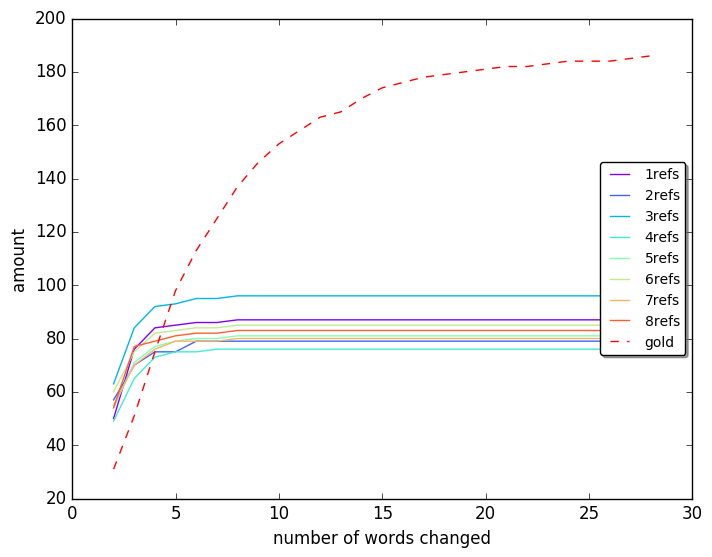 200
180
160
140
120
100
80
60
40
20
amount
0 5 10 15 20 25 30
number of words changed
1refs
2refs
3refs
4refs
5refs
6refs
7refs
8refs
gold